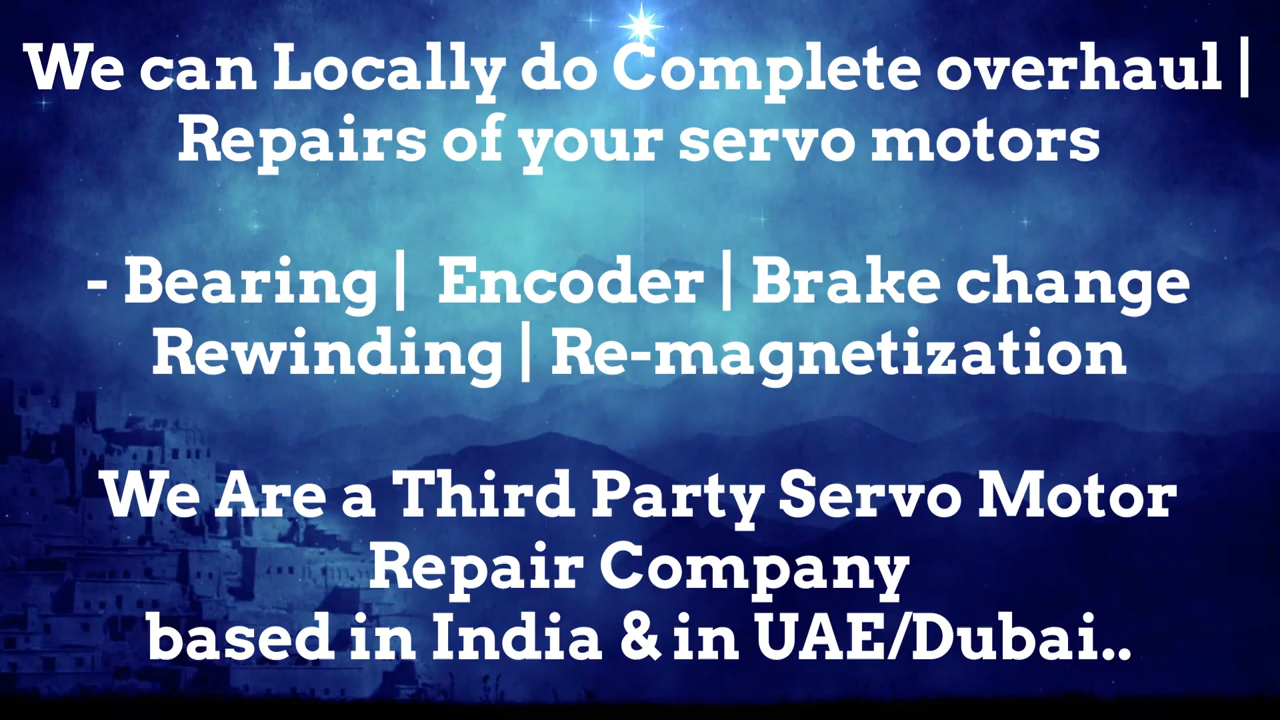 We can Locally do Complete overhaul |
Repairs of your servo motors
- Bearing | Encoder | Brake change
Rewinding | Re-magnetization
We Are a Third Party Servo Motor
Repair Company
based in India & in UAE/Dubai..